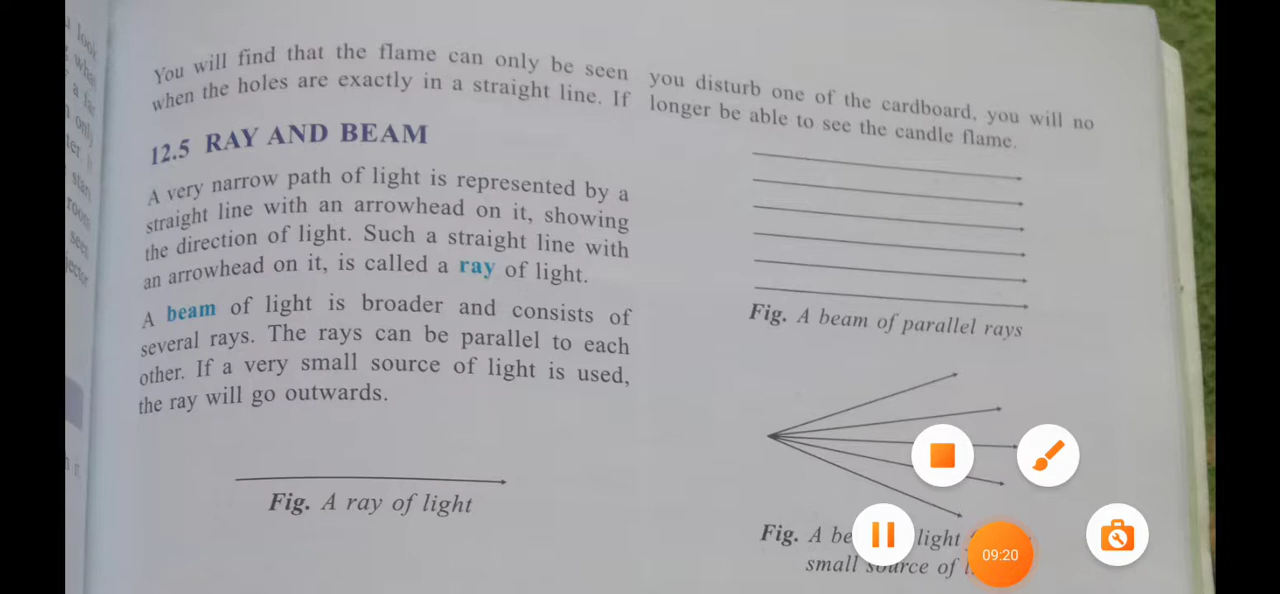 You will find that the flame can only be seen
when the holes are exactly in a straight line. If
12.5 RAY AND BEAM
A very narrow path of light is represented by a
straight line with an arrowhead on it, showing
the direction of light. Such a straight line with
an arrowhead on it, is called a ray of light.
A beam of light is broader and consists of
several rays. The rays can be parallel to each
other. If a very small source of light is used,
the ray will go outwards.
Fig. A ray of light
you disturb one of the cardboard, you will no
longer be able to see the candle flame.
Fig. A beam of parallel rays
Fig. A light
small source of
09:20